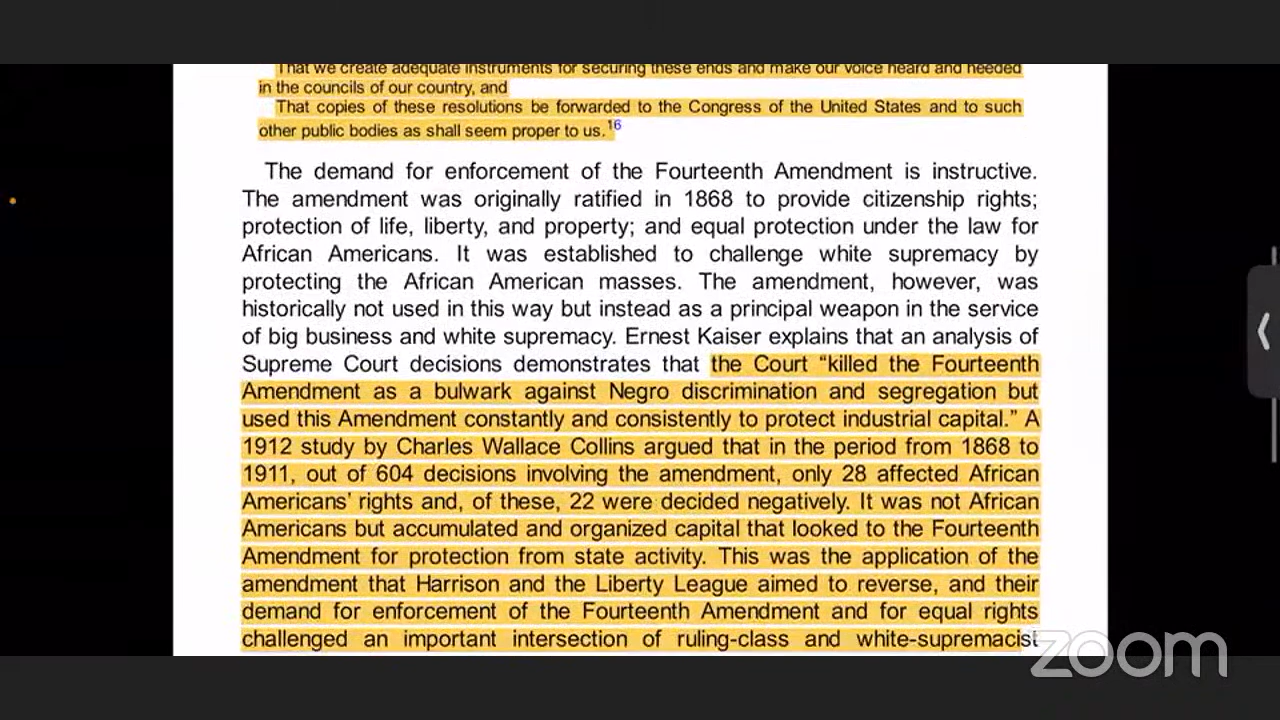 That we create adequate instruments for securing these ends and make our voice heard and heeded
in the councils of our country, and
That copies of these resolutions be forwarded to the Congress of the United States and to such
other public bodies as shall seem proper to us.16
The demand for enforcement of the Fourteenth Amendment is instructive.
The amendment was originally ratified in 1868 to provide citizenship rights;
protection of life, liberty, and property; and equal protection under the law for
African Americans. It was established to challenge white supremacy by
protecting the African American masses. The amendment, however, was
historically not used in this way but instead as a principal weapon in the service
of big business and white supremacy. Ernest Kaiser explains that an analysis of
Supreme Court decisions demonstrates that the Court “killed the Fourteenth
Amendment as a bulwark against Negro discrimination and segregation but
used this Amendment constantly and consistently to protect industrial capital.” A
1912 study by Charles Wallace Collins argued that in the period from 1868 to
1911, out of 604 decisions involving the amendment, only 28 affected African
Americans’ rights and, of these, 22 were decided negatively. It was not African
Americans but accumulated and organized capital that looked to the Fourteenth
Amendment for protection from state activity. This was the application of the
amendment that Harrison and the Liberty League aimed to reverse, and their
demand for enforcement of the Fourteenth Amendment and for equal rights
challenged an important intersection of ruling-class and white-supremacist
zoom